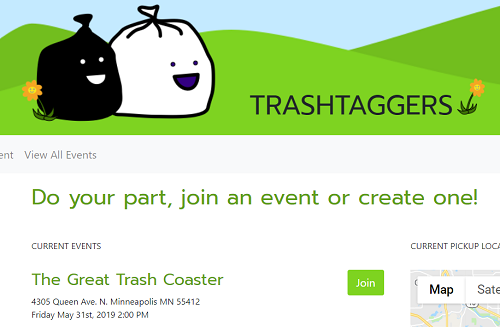 TRASHTAGGERS
ent View All Events
Do your part, join an event or create one!
CURRENT EVENTS
CURRENT PICKUP LOCA
The Great Trash Coaster
Join
4305 Queen Ave. N. Minneapolis MN 55412
Friday May 31st, 2019 2:00 PM
Map Sate
10